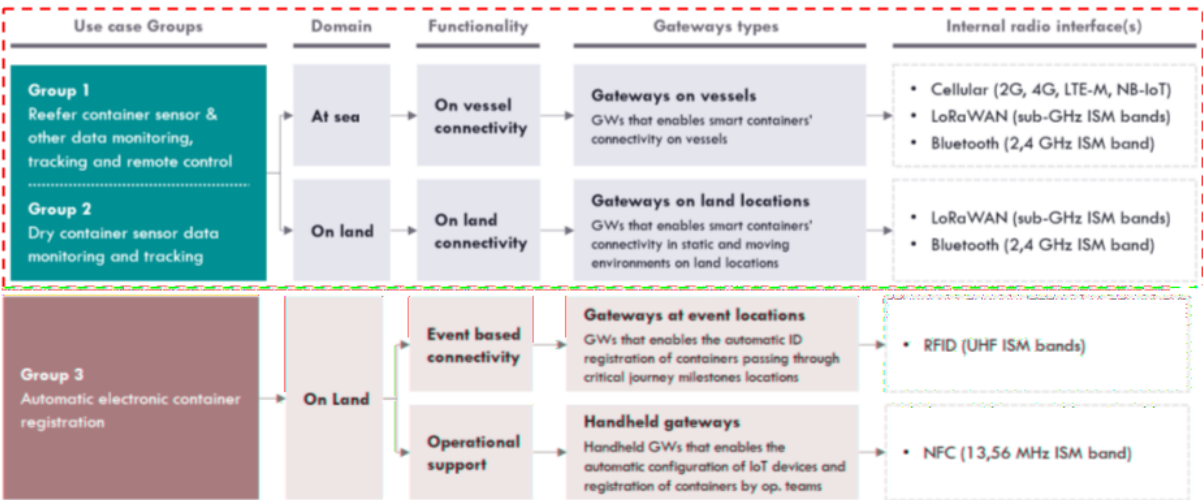 Use case Groups
Domain
Functionality
Gateways types
Internal radio interface(s)
Group 1
Reefer container sensor &
other data monitoring,
tracking and remote control
Group 2
Dry container sensor data
monitoring and tracking
At sea
On vessel
connectivity
Gateways on vessels
GWs that enables smart containers'
connectivity on vessels
• Cellular (2G, 4G, LTE-M, NB-IoT)
• LoRaWAN (sub-GHz ISM bands)
• Bluetooth (2,4 GHz ISM band)
On land
On land
connectivity
Gateways on land locations
GWs that enables smart containers'
connectivity in static and moving
environments on land locations
• LoRaWAN (sub-GHz ISM bands)
• Bluetooth (2,4 GHz ISM band)
Group 3
Automatic electronic container
registration
On Land
Event based
connectivity
Gateways at event locations
GWs that enables the automatic ID
registration of containers passing through
critical journey milestones locations
• RFID (UHF ISM bands)
Operational
support
Handheld gateways
Handheld GWs that enables the
automatic configuration of IoT devices and
registration of containers by op. teams
• NFC (13,56 MHz ISM band)